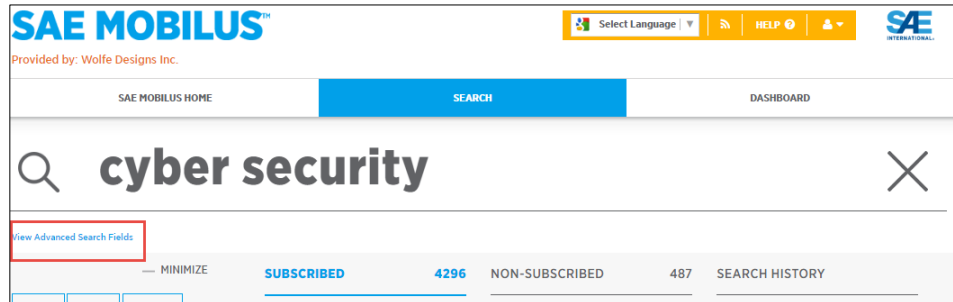 SAE MOBILUS™
Select Language ▼
HELP ?
SAE
INTERNATIONAL®
Provided by: Wolfe Designs Inc.
SAE MOBILUS HOME
SEARCH
DASHBOARD
cyber security
View Advanced Search Fields
— MINIMIZE
SUBSCRIBED 4296
NON-SUBSCRIBED 487
SEARCH HISTORY